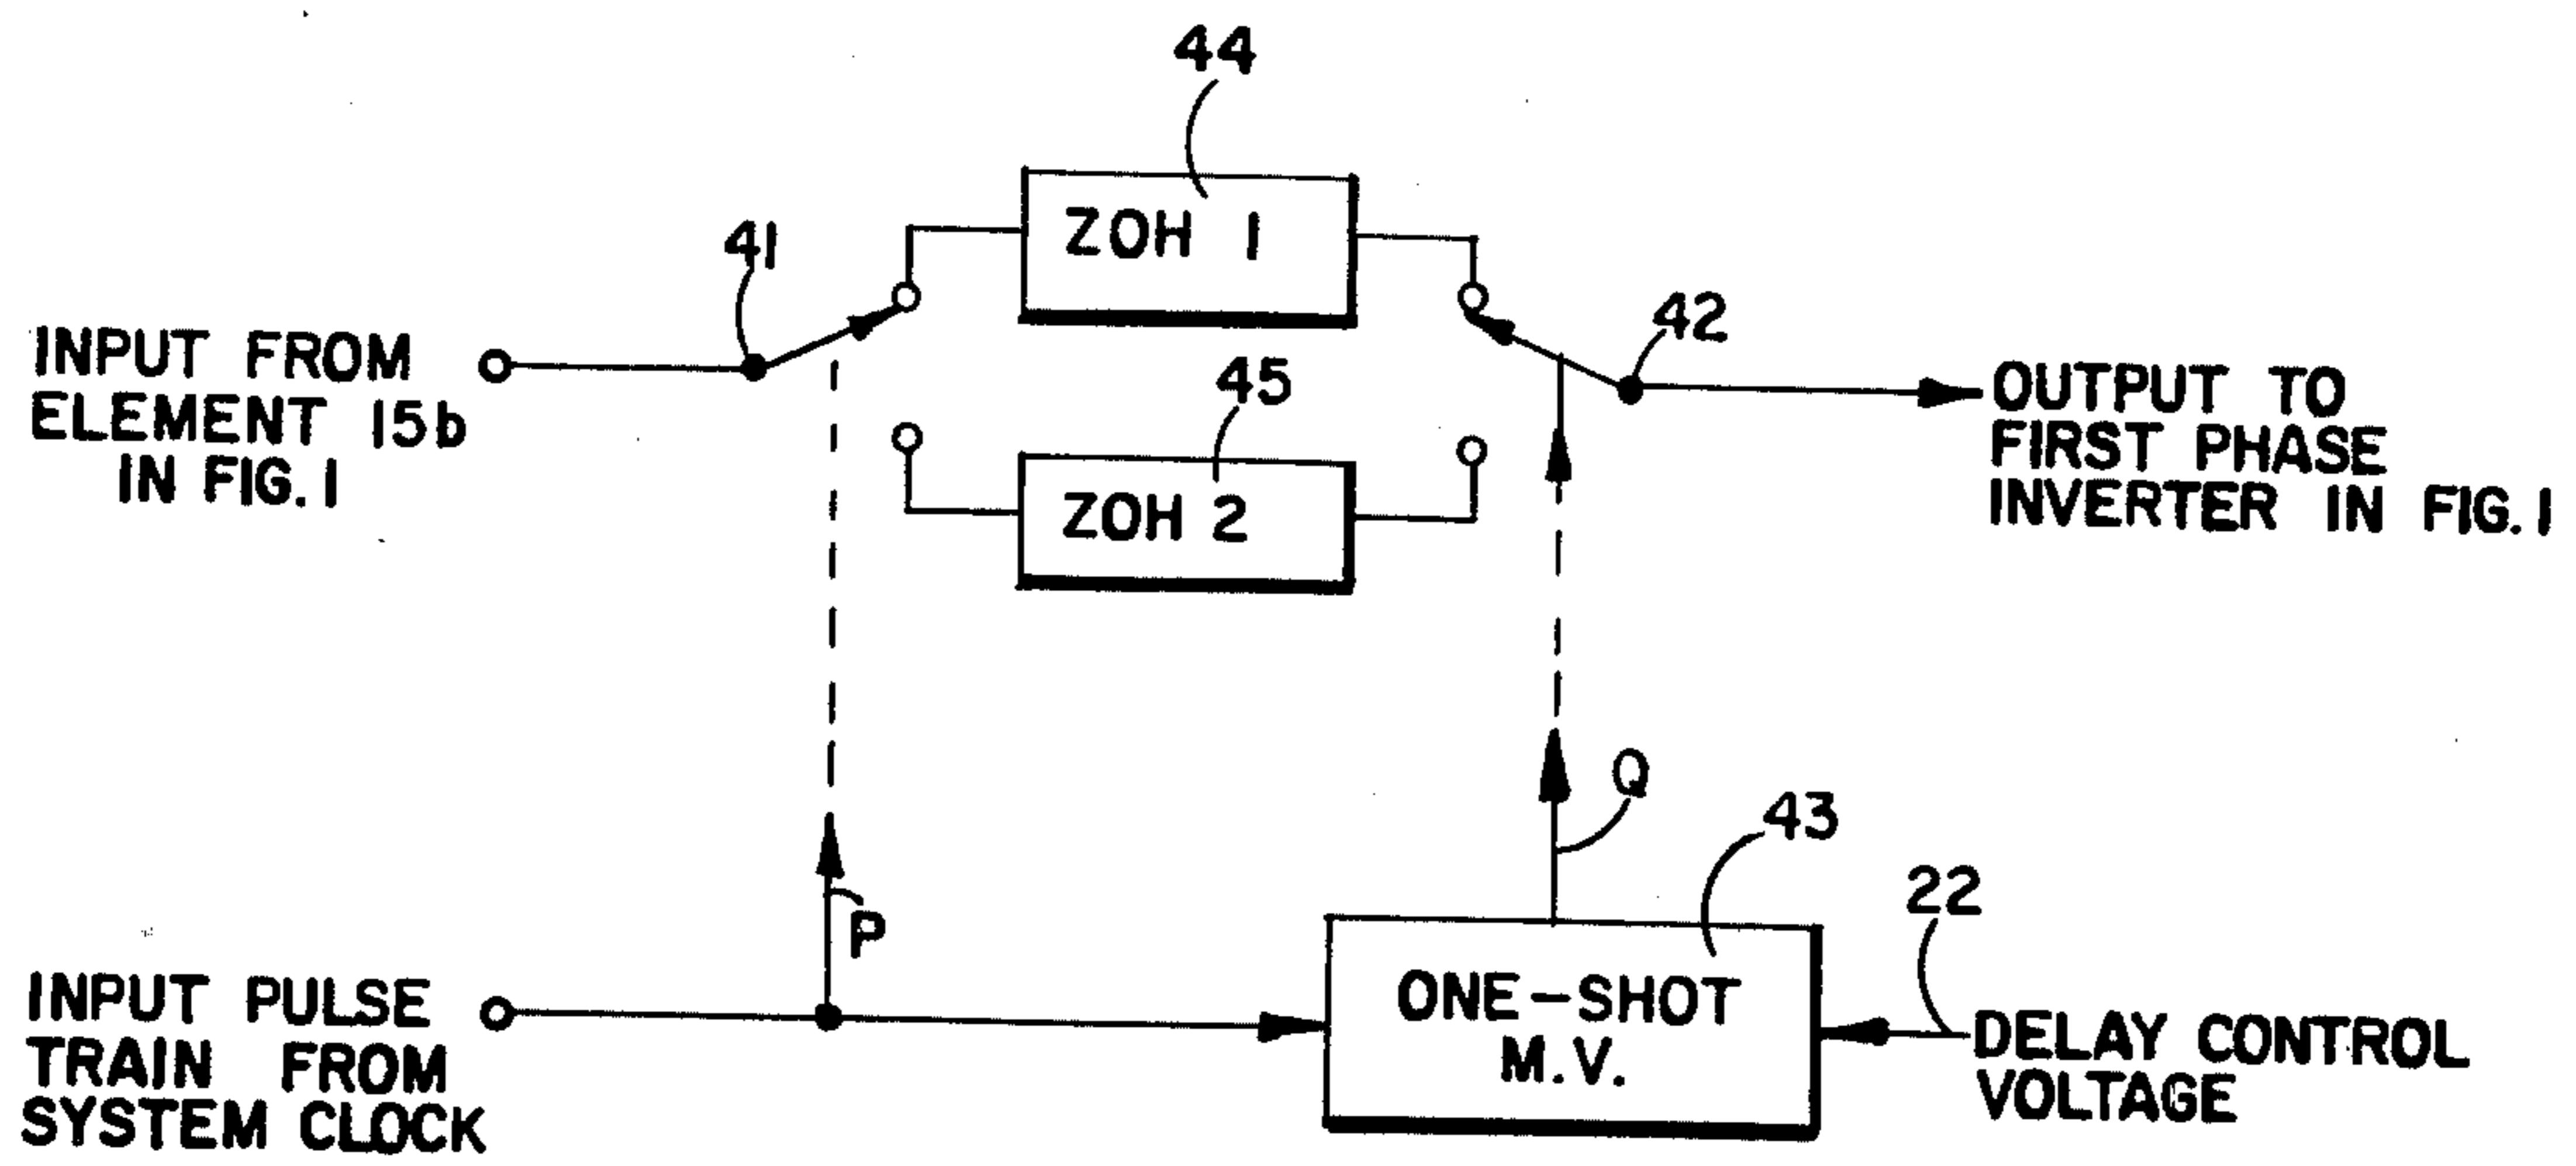 44
ZOH 1
41
42
INPUT FROM
ELEMENT 15b
IN FIG. 1
45
ZOH 2
OUTPUT TO
FIRST PHASE
INVERTER IN FIG. 1
Q
43
22
P
INPUT PULSE
TRAIN FROM
SYSTEM CLOCK
ONE-SHOT
M.V.
DELAY CONTROL
VOLTAGE